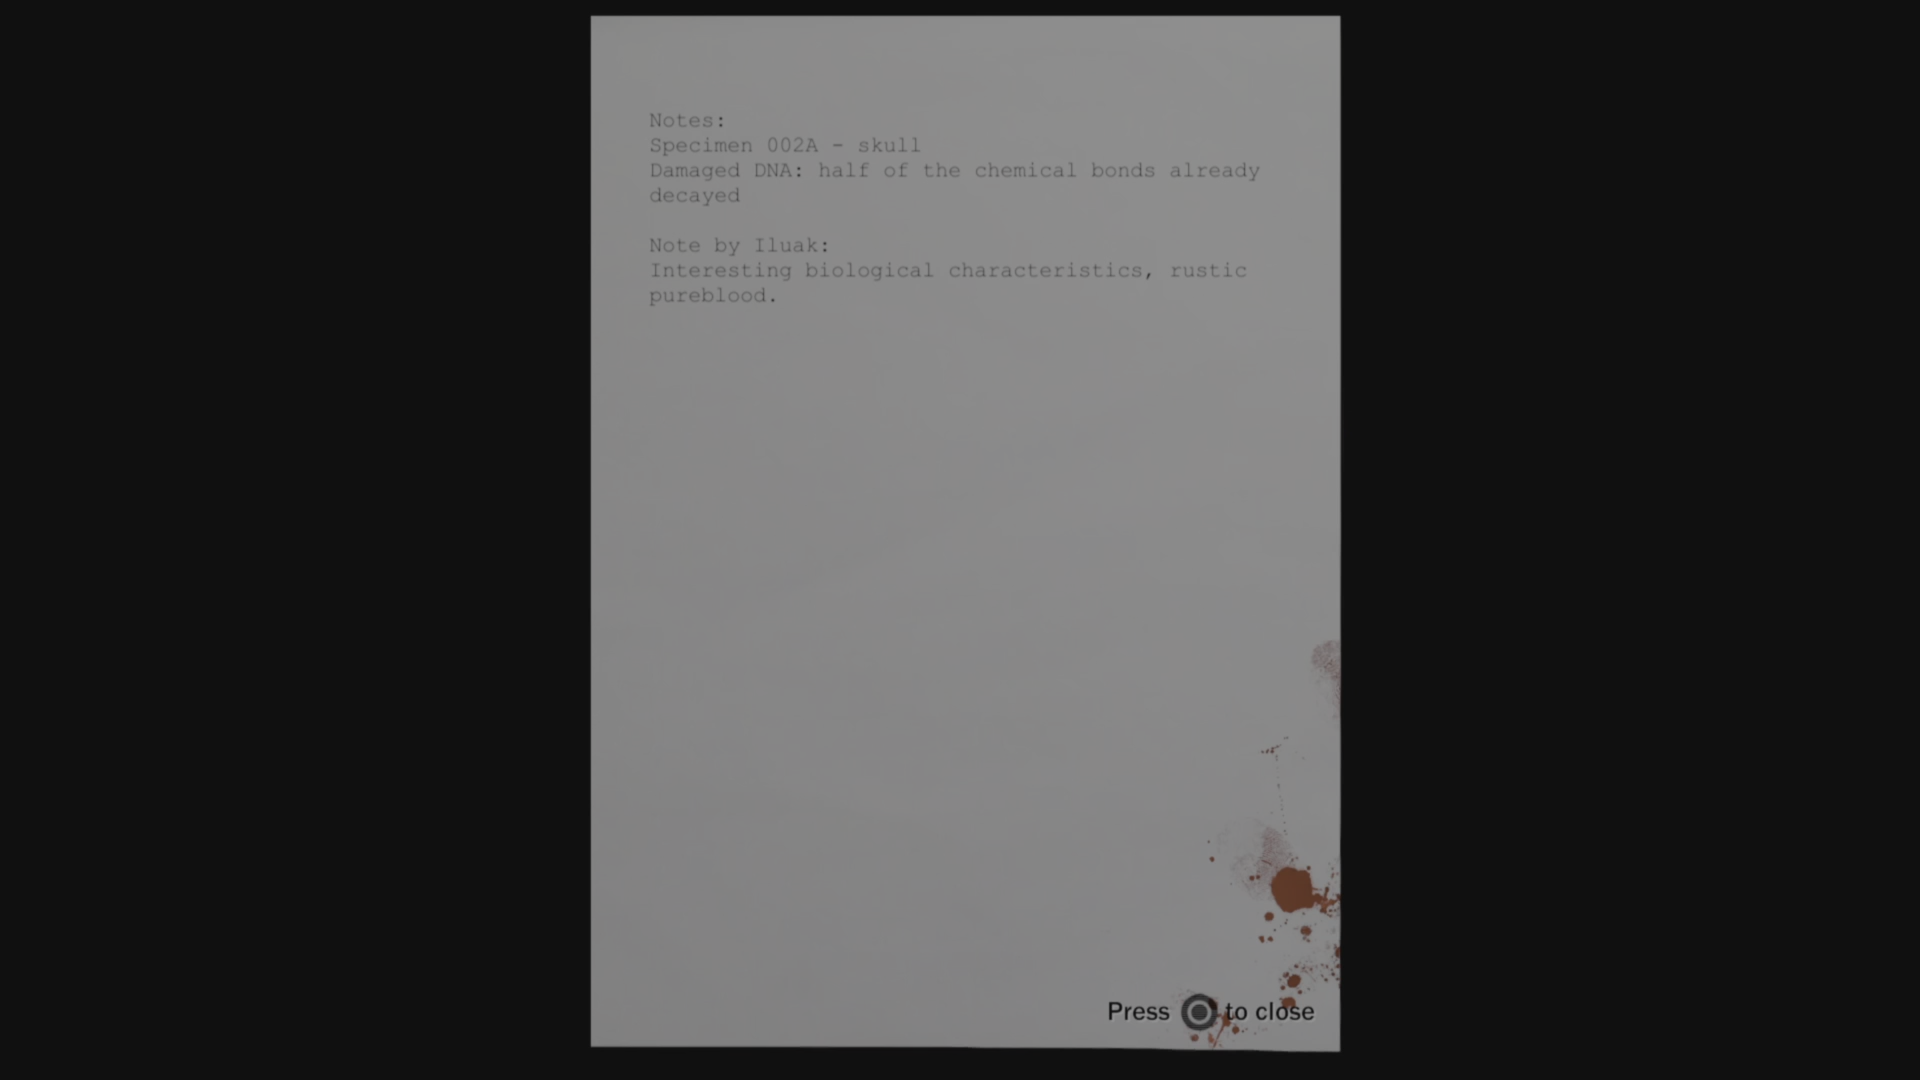 Notes:
Specimen 002A - skull
Damaged DNA: half of the chemical bonds already
decayed
Note by Iluak:
Interesting biological characteristics, rustic
pureblood.
Press to close